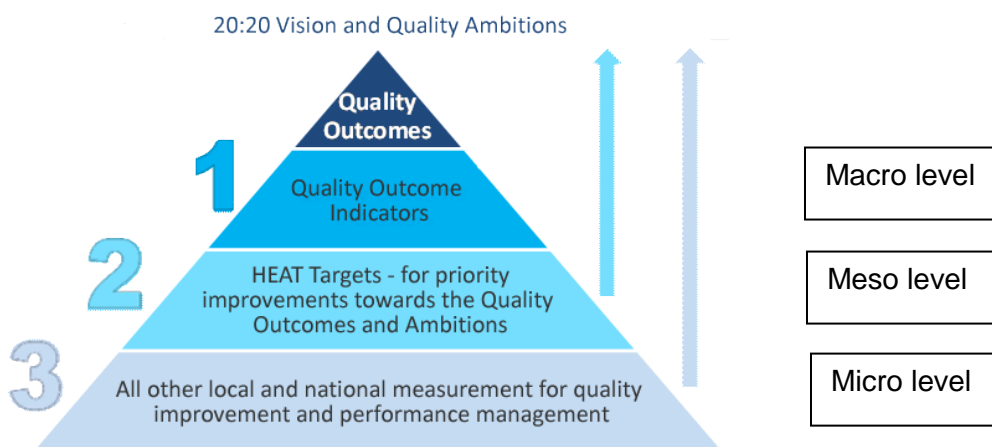 20:20 Vision and Quality Ambitions
Quality
Outcomes
1
Quality Outcome
Indicators
Macro level
2
HEAT Targets - for priority
improvements towards the Quality
Outcomes and Ambitions
Meso level
3
All other local and national measurement for quality
improvement and performance management
Micro level